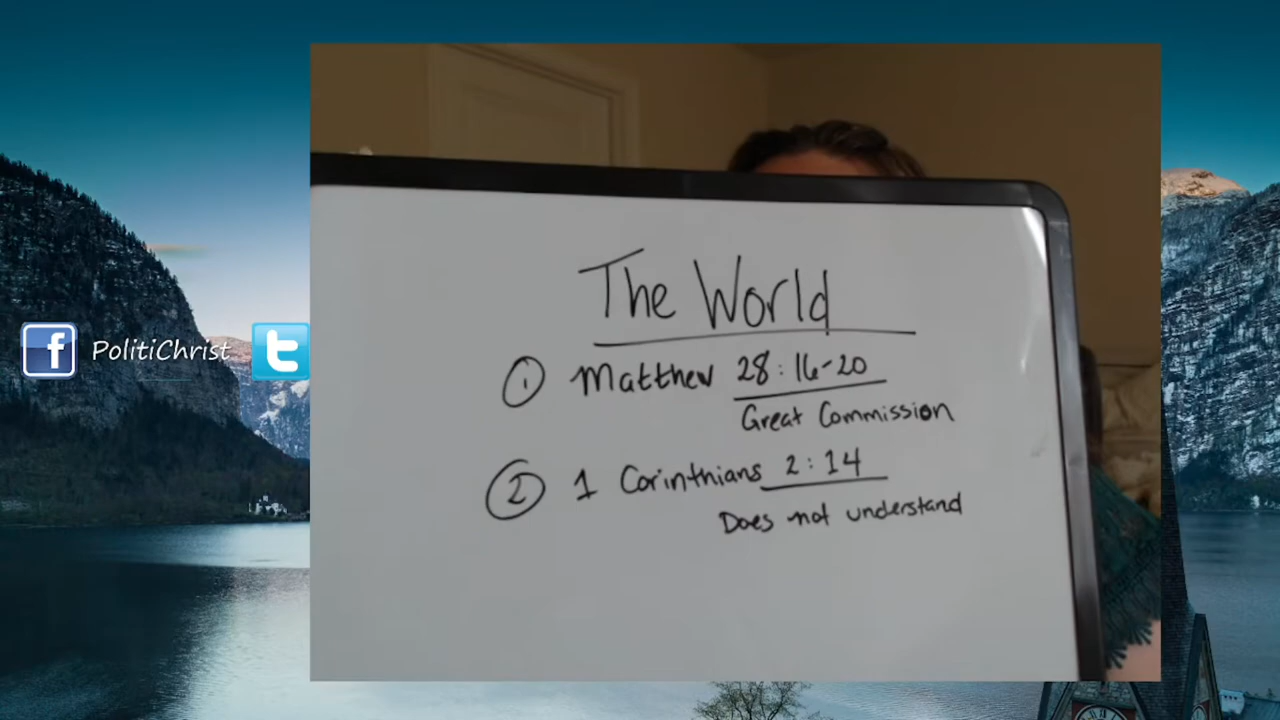 The World
1 Matthew 28:16-20
Great Commission
2 1 Corinthians 2:14
Does not understand
f PolitiChrist t